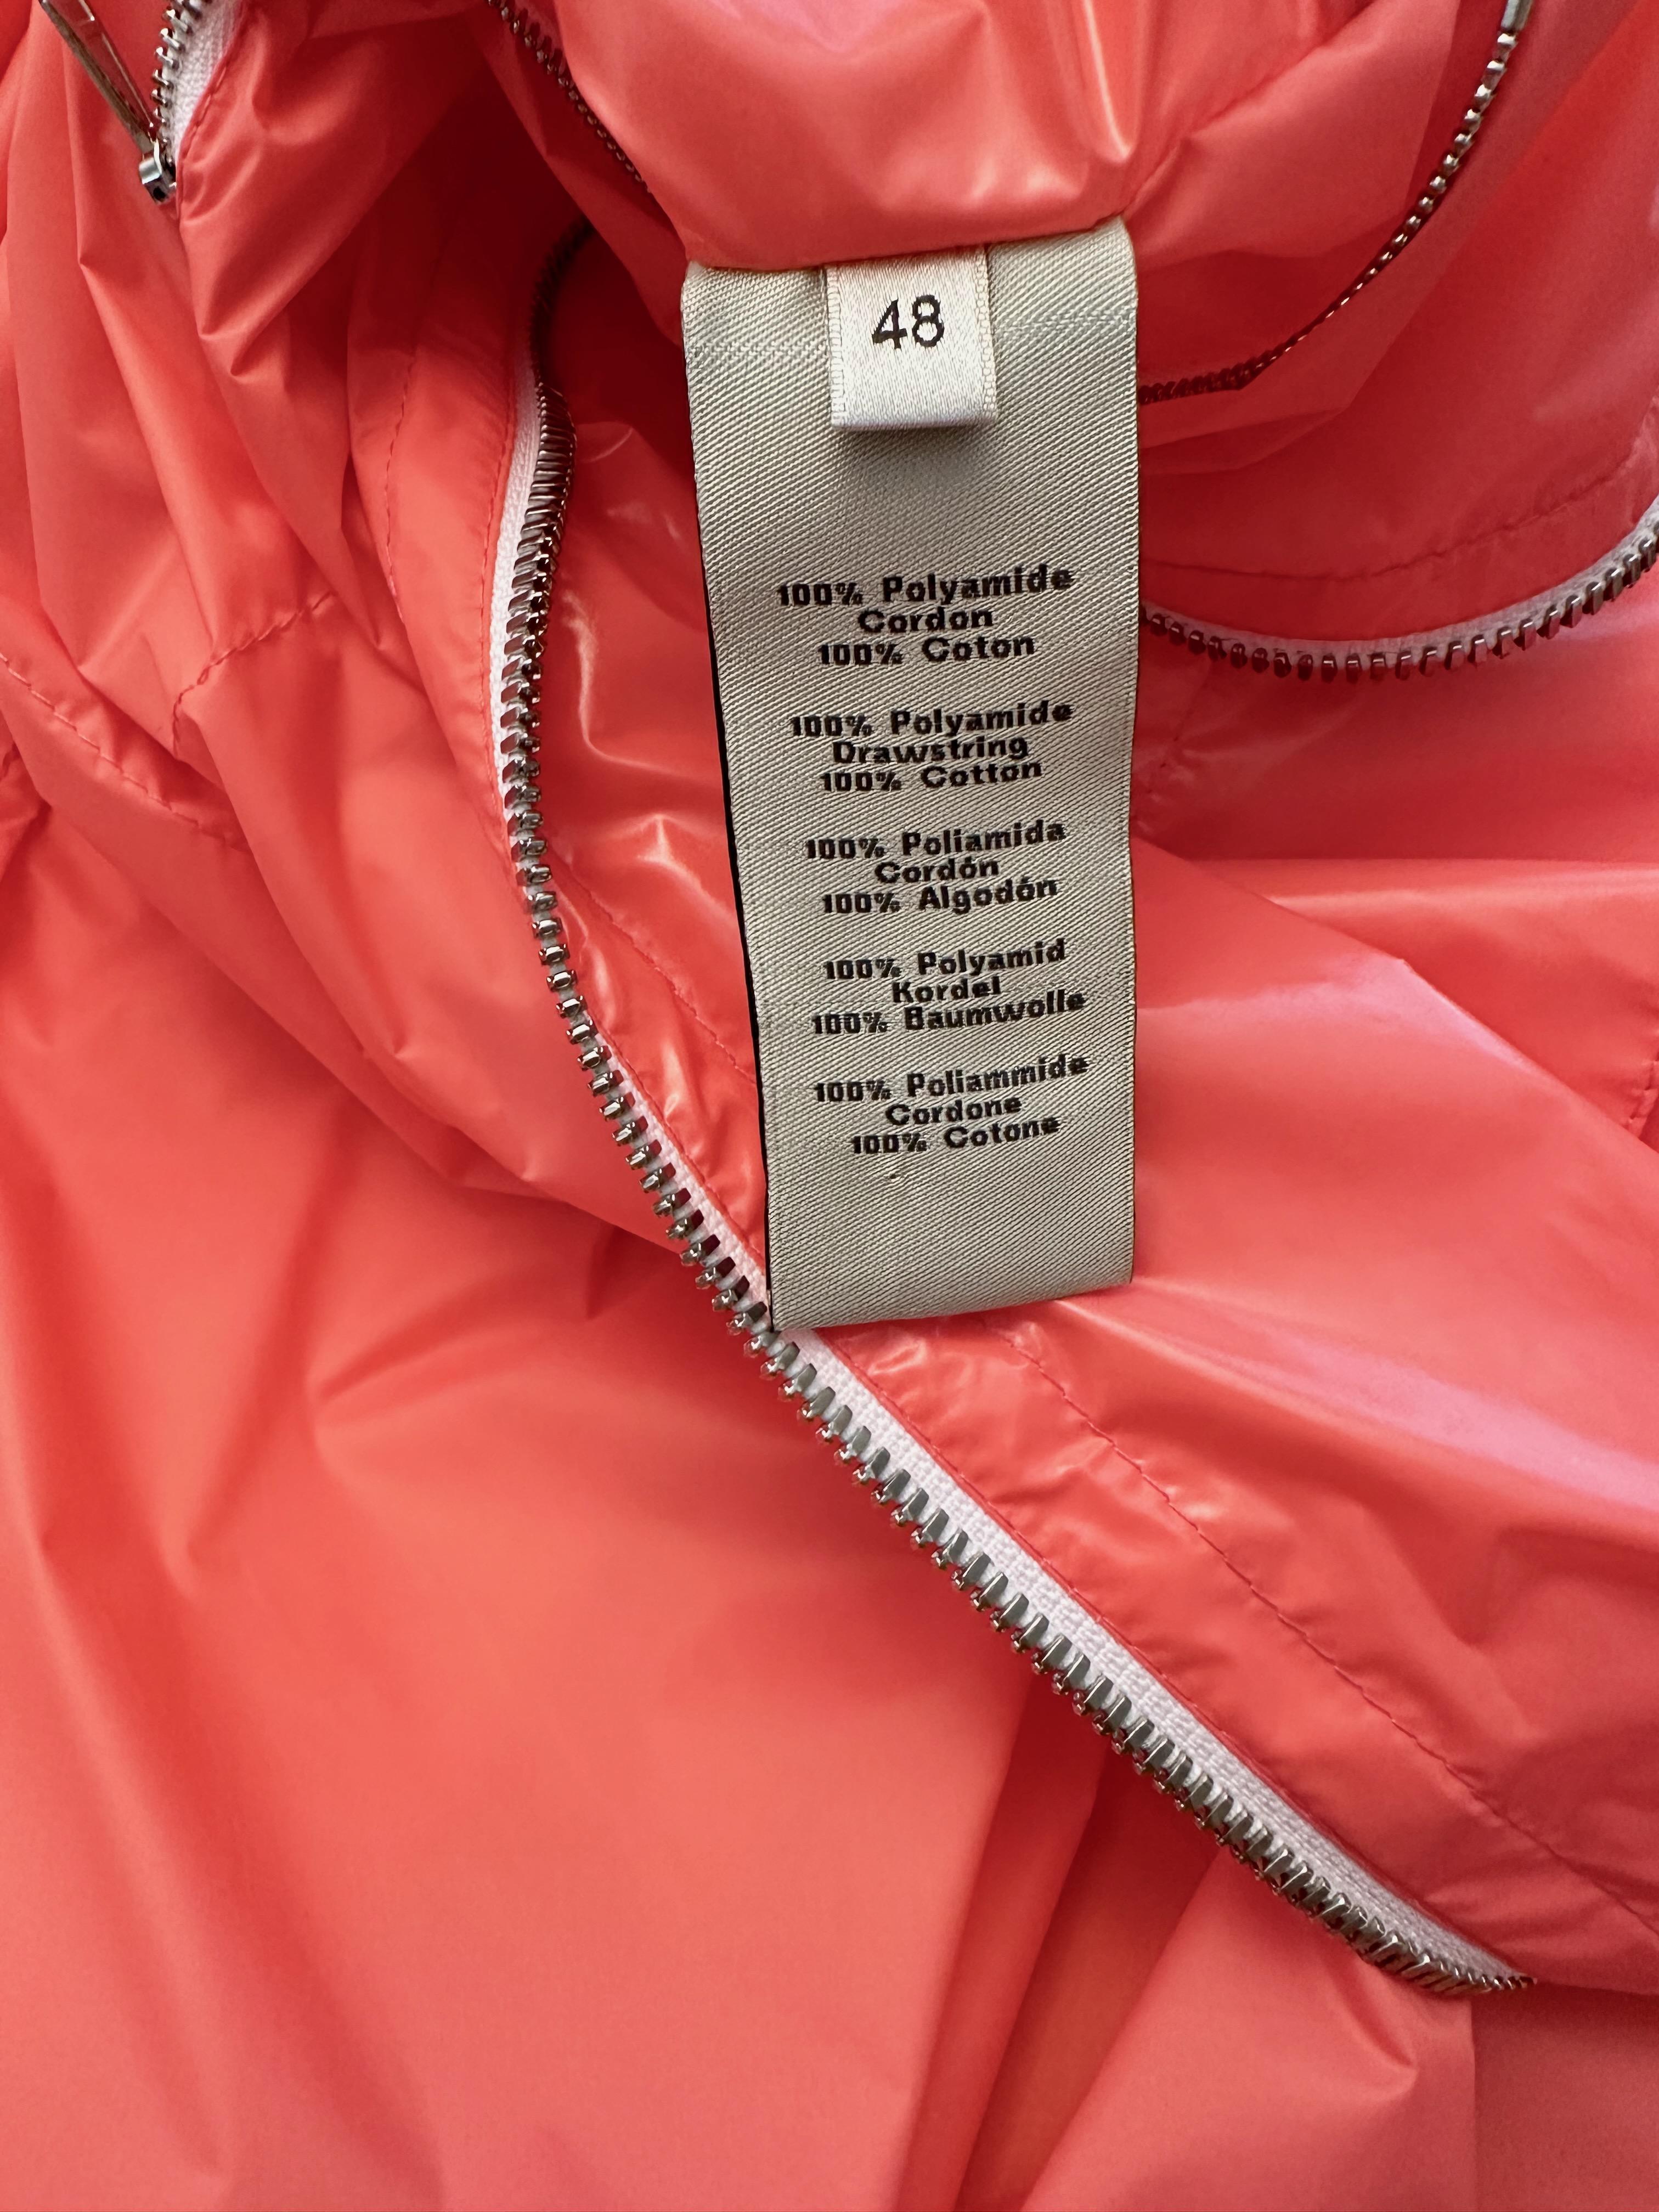 48
100% Polyamide
Cordon
100% Coton
100% Polyamide
Drawstring
100% Cotton
100% Poliamida
Cordón
100% Algodón
100% Polyamid
Kordel
100% Baumwolle
100% Poliammide
Cordone
100% Cotone